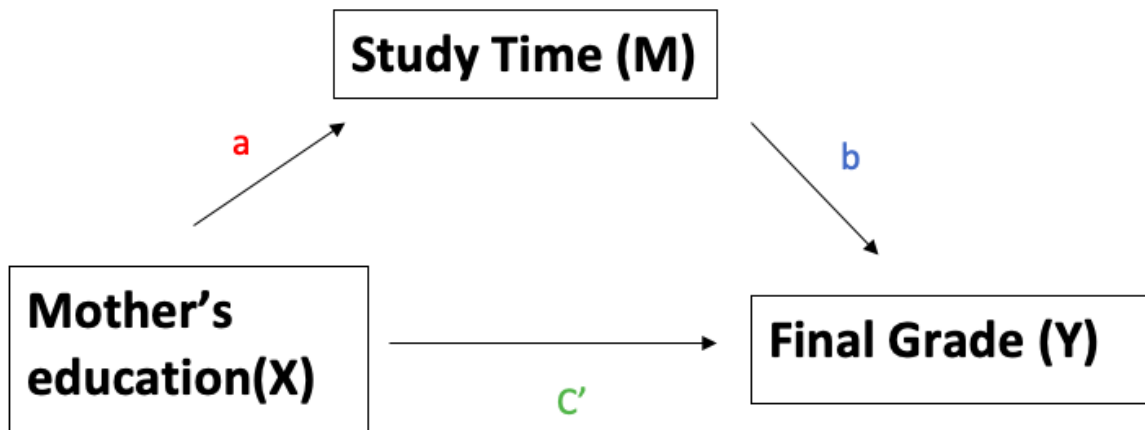 Study Time (M)
a
b
Mother’s
education(X)
Final Grade (Y)
C’